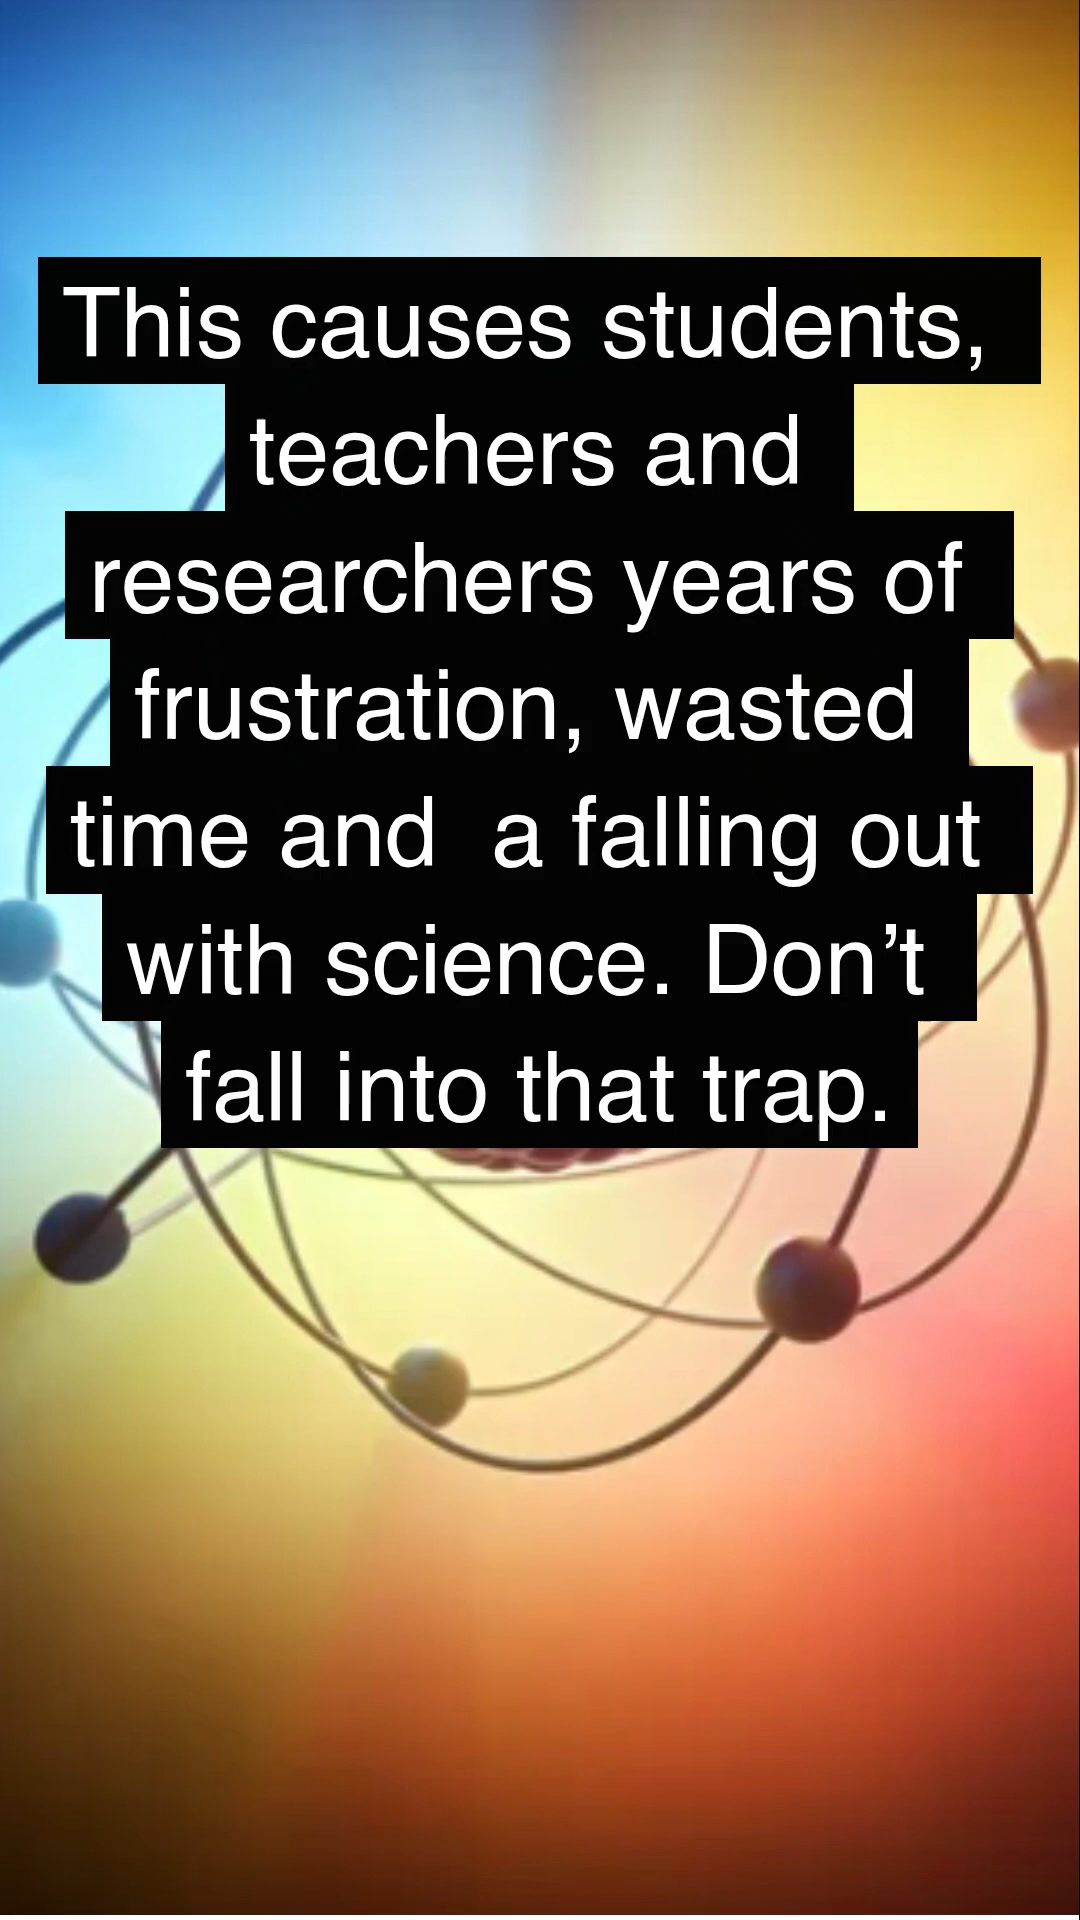 This causes students,
teachers and
researchers years of
frustration, wasted
time and  a falling out
with science. Don’t
fall into that trap.